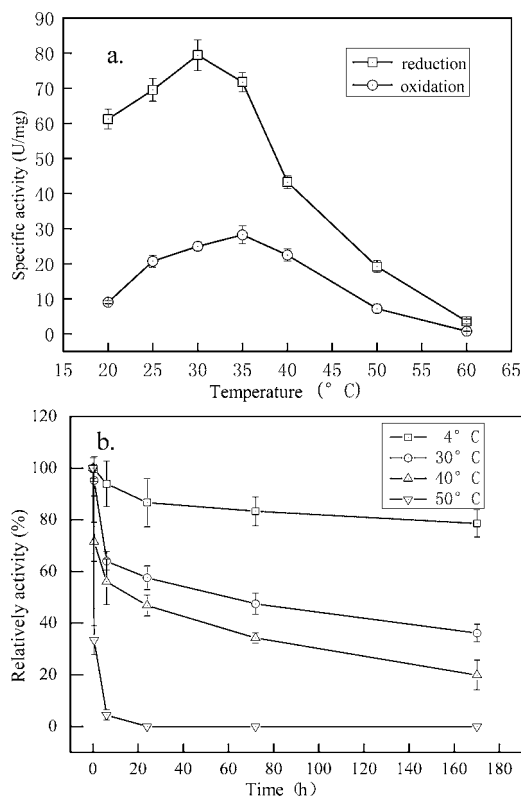 a.
reduction
oxidation
Specific activity (U/mg)
90
80
70
60
50
40
30
20
10
0
15 20 25 30 35 40 45 50 55 60 65
Temperature (° C)
b.
4° C
30° C
40° C
50° C
Relatively activity (%)
120
100
80
60
40
20
0
0 20 40 60 80 100 120 140 160 180
Time (h)